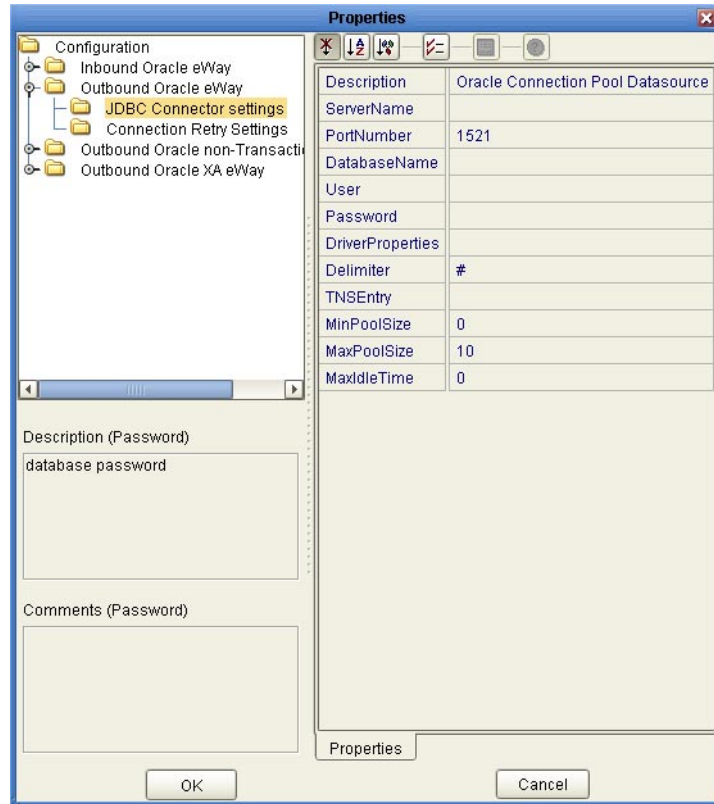 Properties
Configuration
Inbound Oracle eWay
Outbound Oracle eWay
JDBC Connector settings
Connection Retry Settings
Outbound Oracle non-Transacti
Outbound Oracle XA eWay
Description (Password)
database password
Comments (Password)
Description Oracle Connection Pool Datasource
ServerName
PortNumber 1521
DatabaseName
User
Password
DriverProperties
Delimiter #
TNSEntry
MinPoolSize 0
MaxPoolSize 10
MaxIdleTime 0
Properties
OK
Cancel